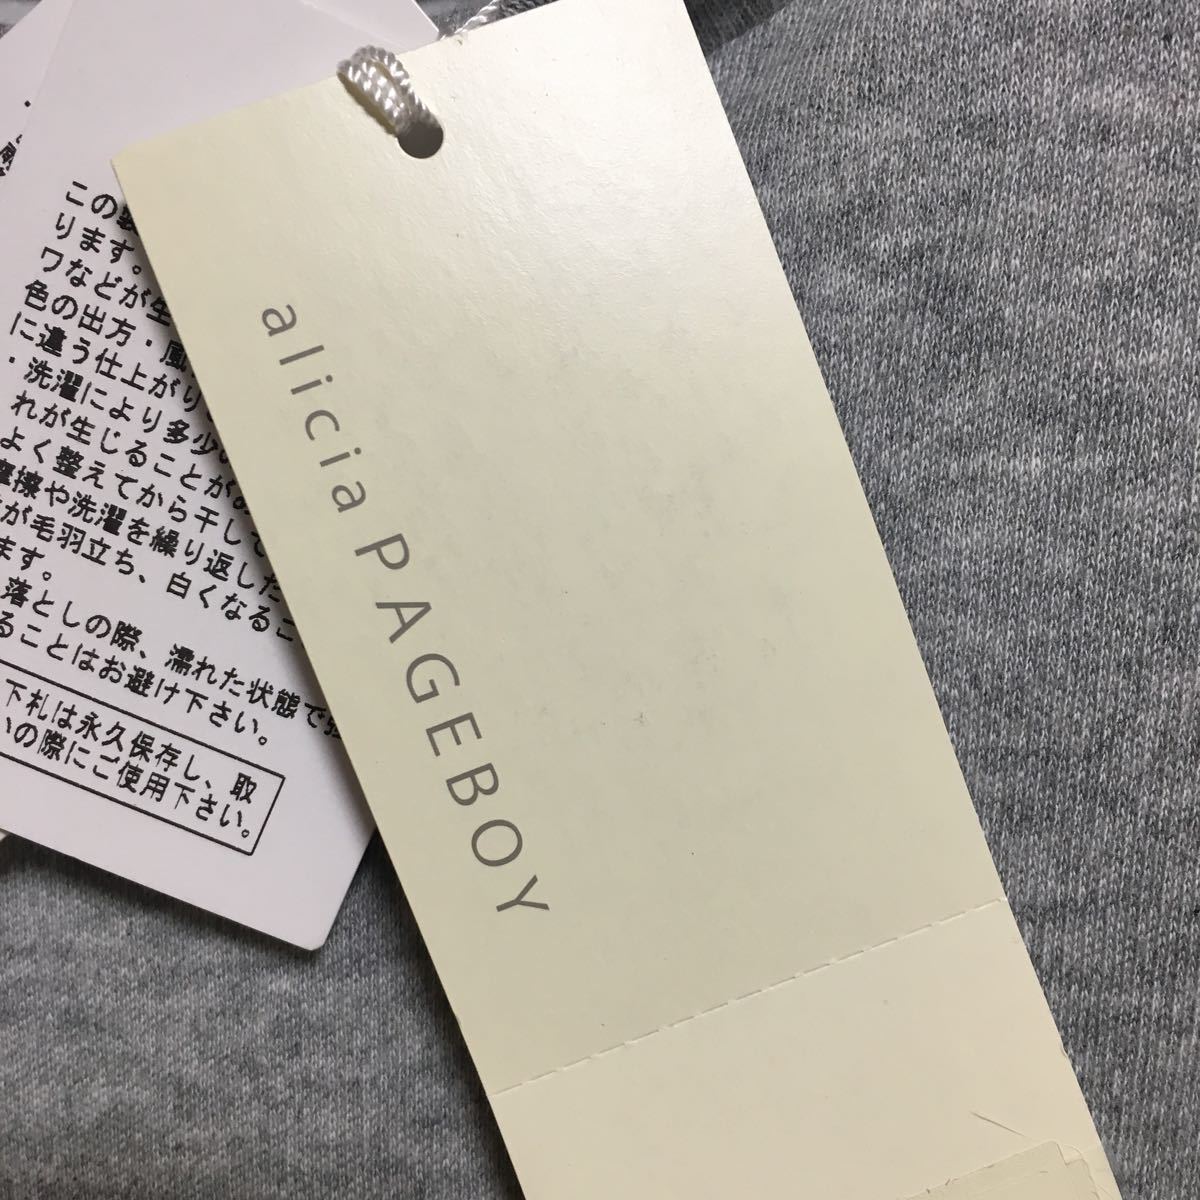 この製
ります。
ワなどが生
色の出方・風
に違う仕上がり
・洗濯により多少の
れが生じることがあ
よく整えてから干して
摩擦や洗濯を繰り返した
が毛羽立ち、白くなるこ
ます。
落としの際、濡れた状態で強
ることはお避け下さい。
下札は永久保存し、取
いの際にご使用下さい。
alicia PAGEBOY